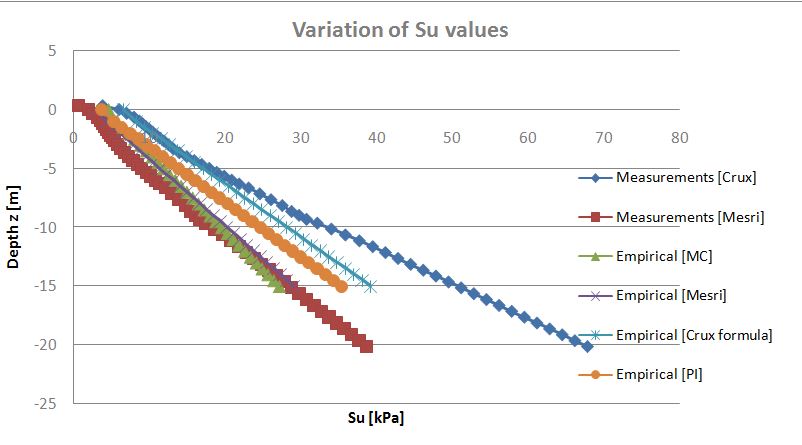 Variation of Su values
5
0
0 10 20 30 40 50 60 70 80
-5
-10
-15
-20
-25
Depth z [m]
Su [kPa]
Measurements [Crux]
Measurements [Mesri]
Empirical [MC]
Empirical [Mesri]
Empirical [Crux formula]
Empirical [PI]